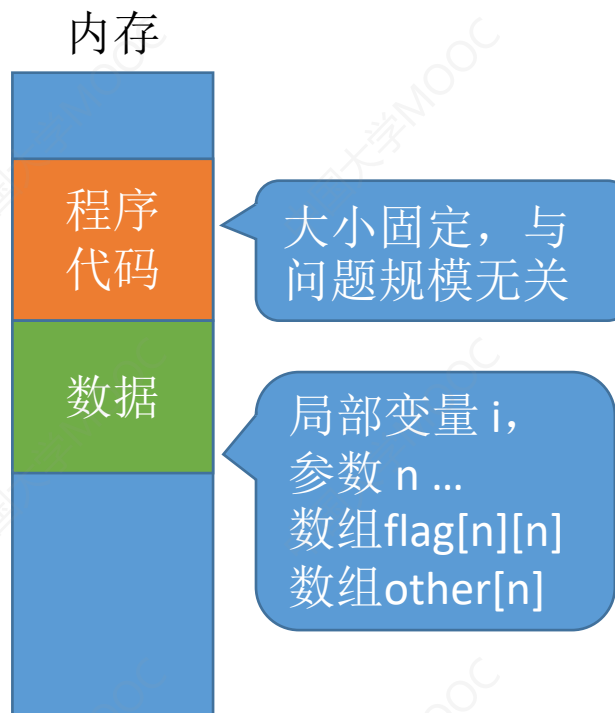 内存
程序
代码
大小固定，与
问题规模无关
数据
局部变量 i，
参数 n …
数组flag[n][n]
数组other[n]